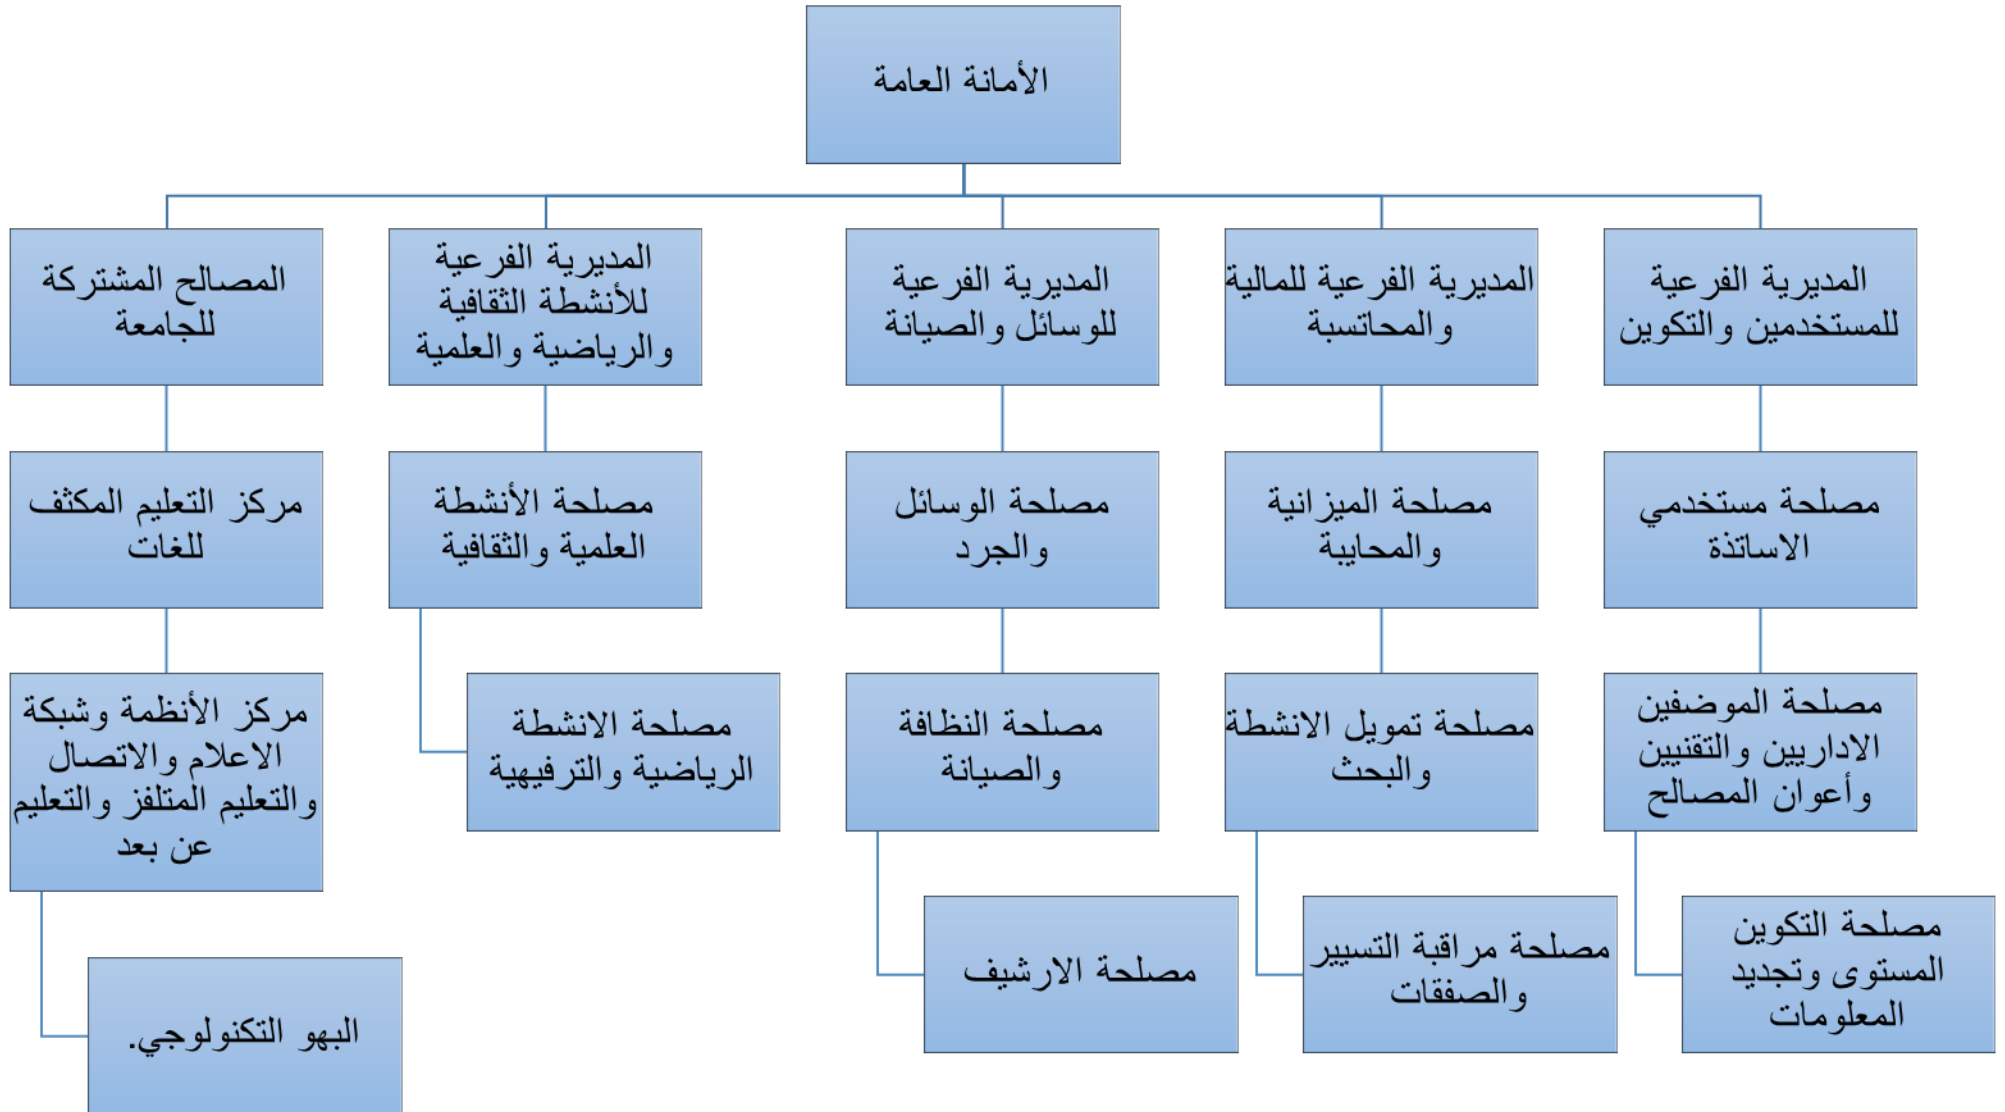 الأمانة العامة
المديرية الفرعية
للمستخدمين والتكوين
المديرية الفرعية للمالية
والمحاتسبة
المديرية الفرعية
للوسائل والصيانة
المديرية الفرعية
للأنشطة الثقافية
والرياضية والعلمية
المصالح المشتركة
للجامعة
مصلحة مستخدمي
الاساتذة
مصلحة الميزانية
والمحايبة
مصلحة الوسائل
والجرد
مصلحة الأنشطة
العلمية والثقافية
مركز التعليم المكثف
للغات
مصلحة الموضفين
الاداريين والتقنيين
وأعوان المصالح
مصلحة تمويل الانشطة
والبحث
مصلحة النظافة
والصيانة
مصلحة الانشطة
الرياضية والترفيهية
مركز الأنظمة وشبكة
الاعلام والاتصال
والتعليم المتلفز والتعليم
عن بعد
مصلحة التكوين
المستوى وتجديد
المعلومات
مصلحة مراقبة التسيير
والصفقات
مصلحة الارشيف
البهو التكنولوجي.